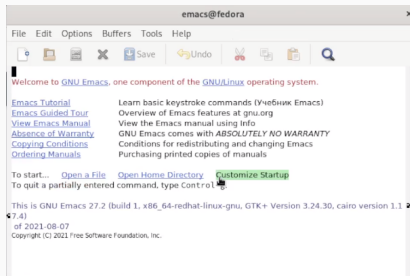 emacs@fedora
File Edit Options Buffers Tools Help
Save Undo
Welcome to GNU Emacs, one component of the GNU/Linux operating system.
Emacs Tutorial Learn basic keystroke commands (Учебник Emacs)
Emacs Guided Tour Overview of Emacs features at gnu.org
View Emacs Manual View the Emacs manual using Info
Absence of Warranty GNU Emacs comes with ABSOLUTELY NO WARRANTY
Copying Conditions Conditions for redistributing and changing Emacs
Ordering Manuals Purchasing printed copies of manuals
To start... Open a File Open Home Directory Customize Startup
To quit a partially entered command, type Control
This is GNU Emacs 27.2 (build 1, x86_64-redhat-linux-gnu, GTK+ Version 3.24.30, cairo version 1.1
7.4)
of 2021-08-07
Copyright (C) 2021 Free Software Foundation, Inc.